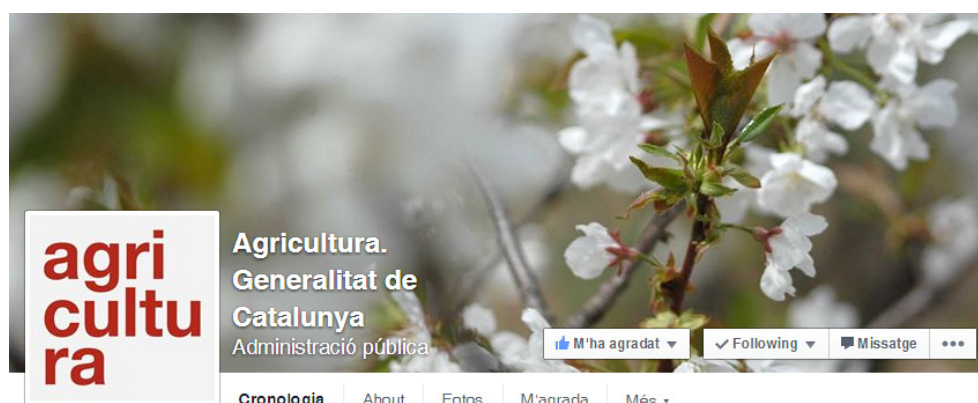 agri
cultu
ra
Agricultura.
Generalitat de
Catalunya
Administració pública
M'ha agradat
Following
Missatge
Cronologia About Fotos M'agrada Més